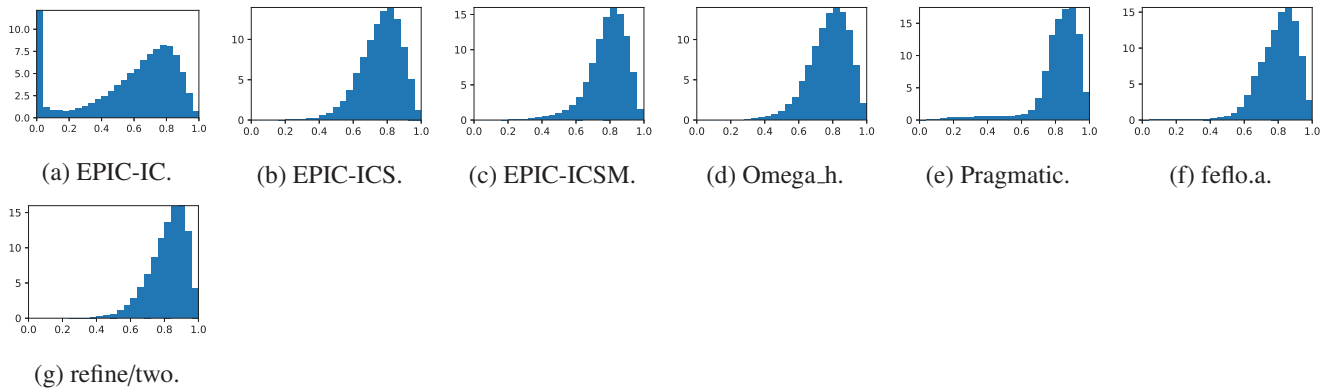 12.5
10.0
7.5
5.0
2.5
0.0
0.0 0.2 0.4 0.6 0.8 1.0
(a) EPIC-IC.
10
5
0
0.0 0.2 0.4 0.6 0.8 1.0
(b) EPIC-ICS.
15
10
5
0
0.0 0.2 0.4 0.6 0.8 1.0
(c) EPIC-ICSM.
10
5
0
0.0 0.2 0.4 0.6 0.8 1.0
(d) Omega_h.
15
10
5
0
0.0 0.2 0.4 0.6 0.8 1.0
(e) Pragmatic.
15
10
5
0
0.0 0.2 0.4 0.6 0.8 1.0
(f) feflo.a.
15
10
5
0
0.0 0.2 0.4 0.6 0.8 1.0
(g) refine/two.